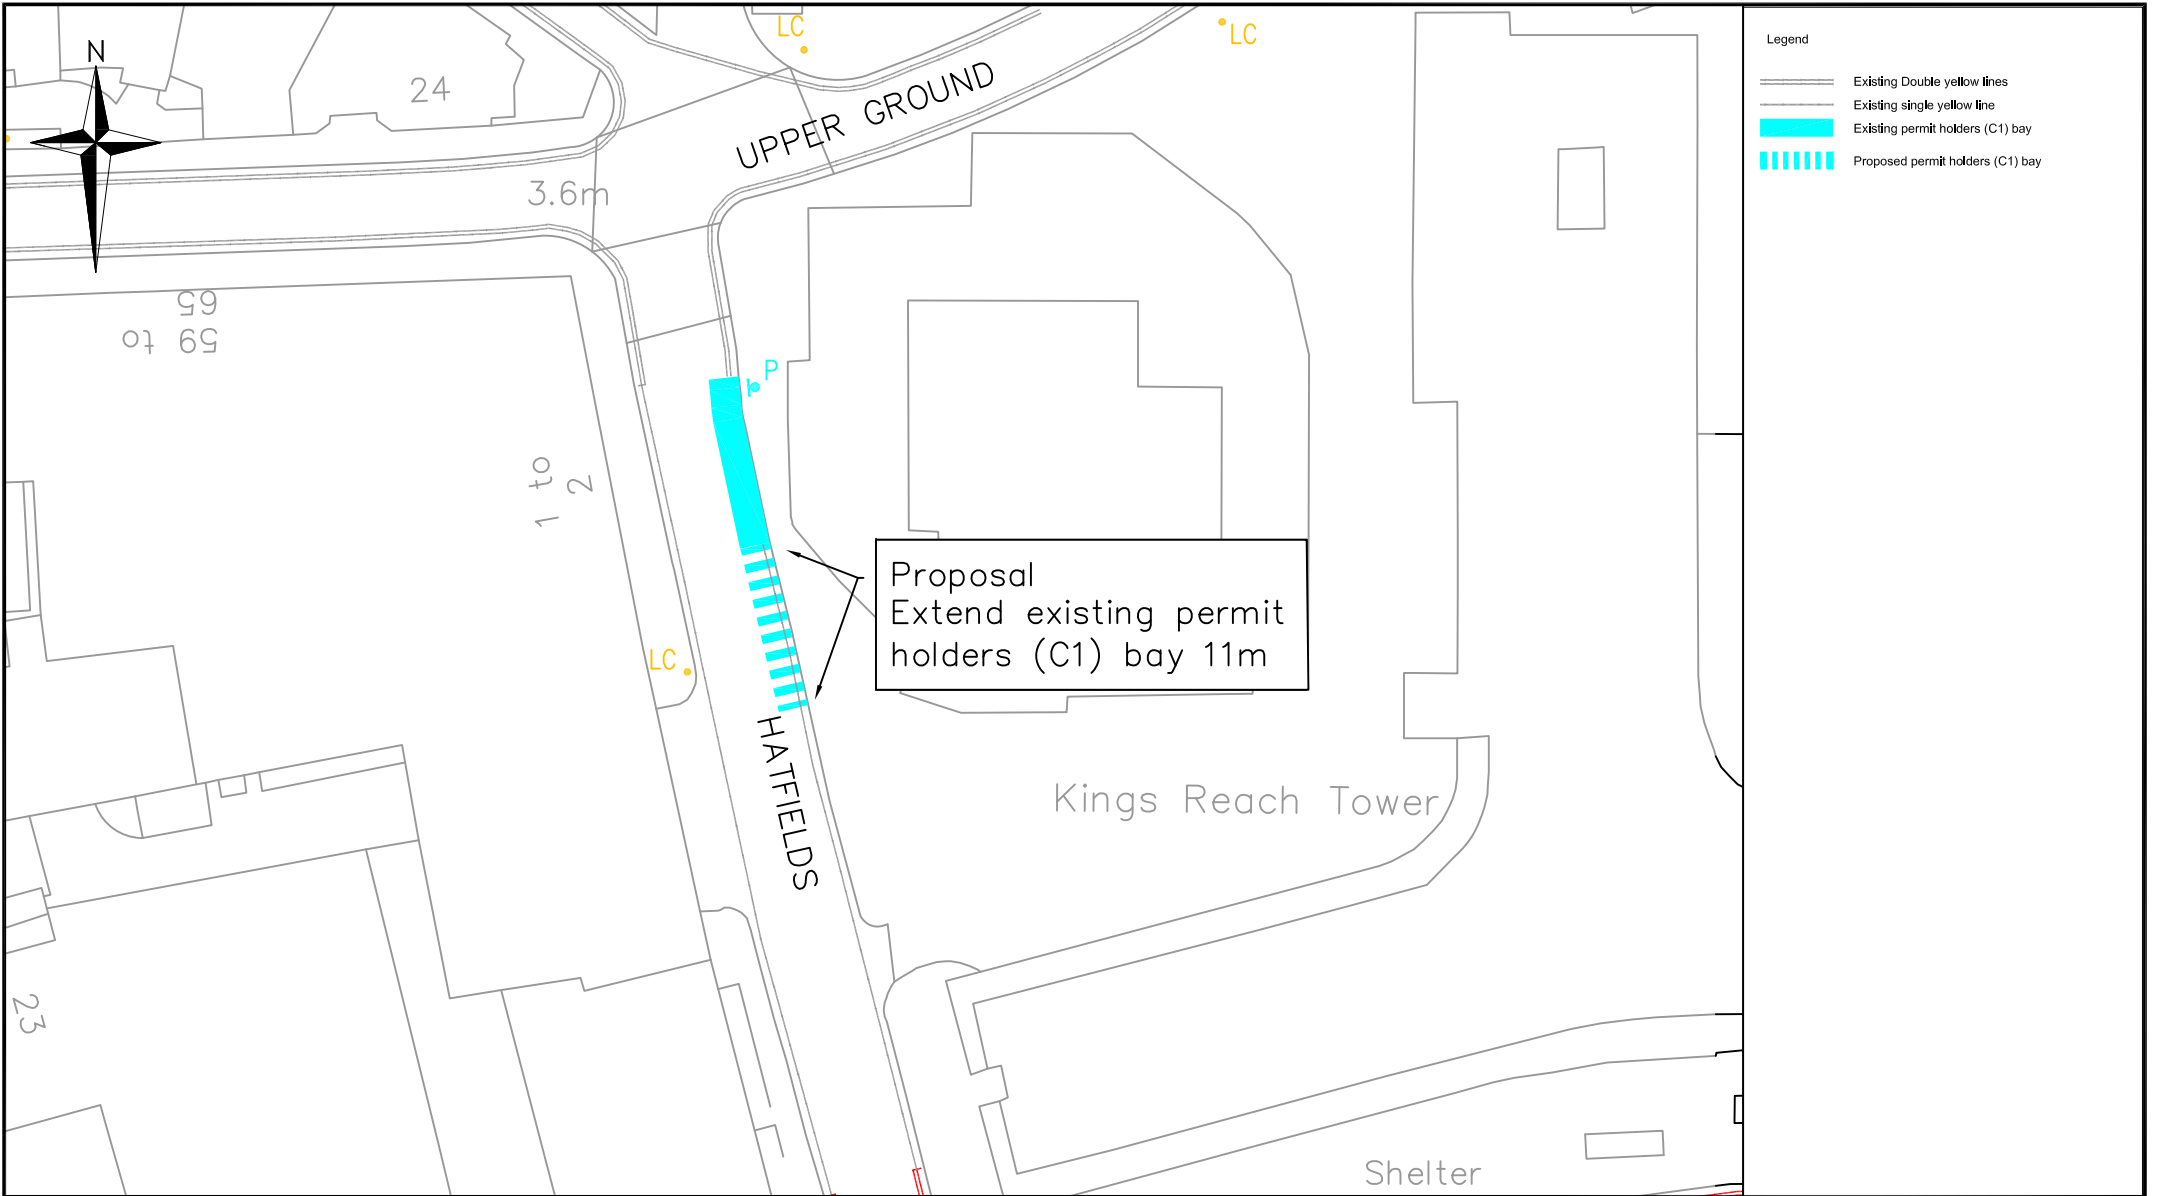 LC
LC
N
24
UPPER GROUND
3.6m
65
59 to
P
1 to
2
Proposal
Extend existing permit
holders (C1) bay 11m
LC
HATFIELDS
Kings Reach Tower
23
Shelter
Legend
Existing Double yellow lines
Existing single yellow line
Existing permit holders (C1) bay
Proposed permit holders (C1) bay